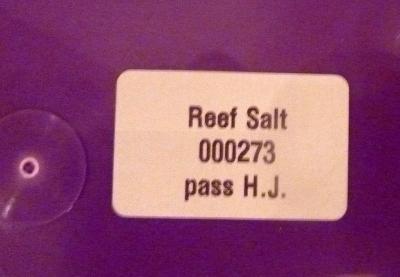 Reef Salt
000273
pass H.J.